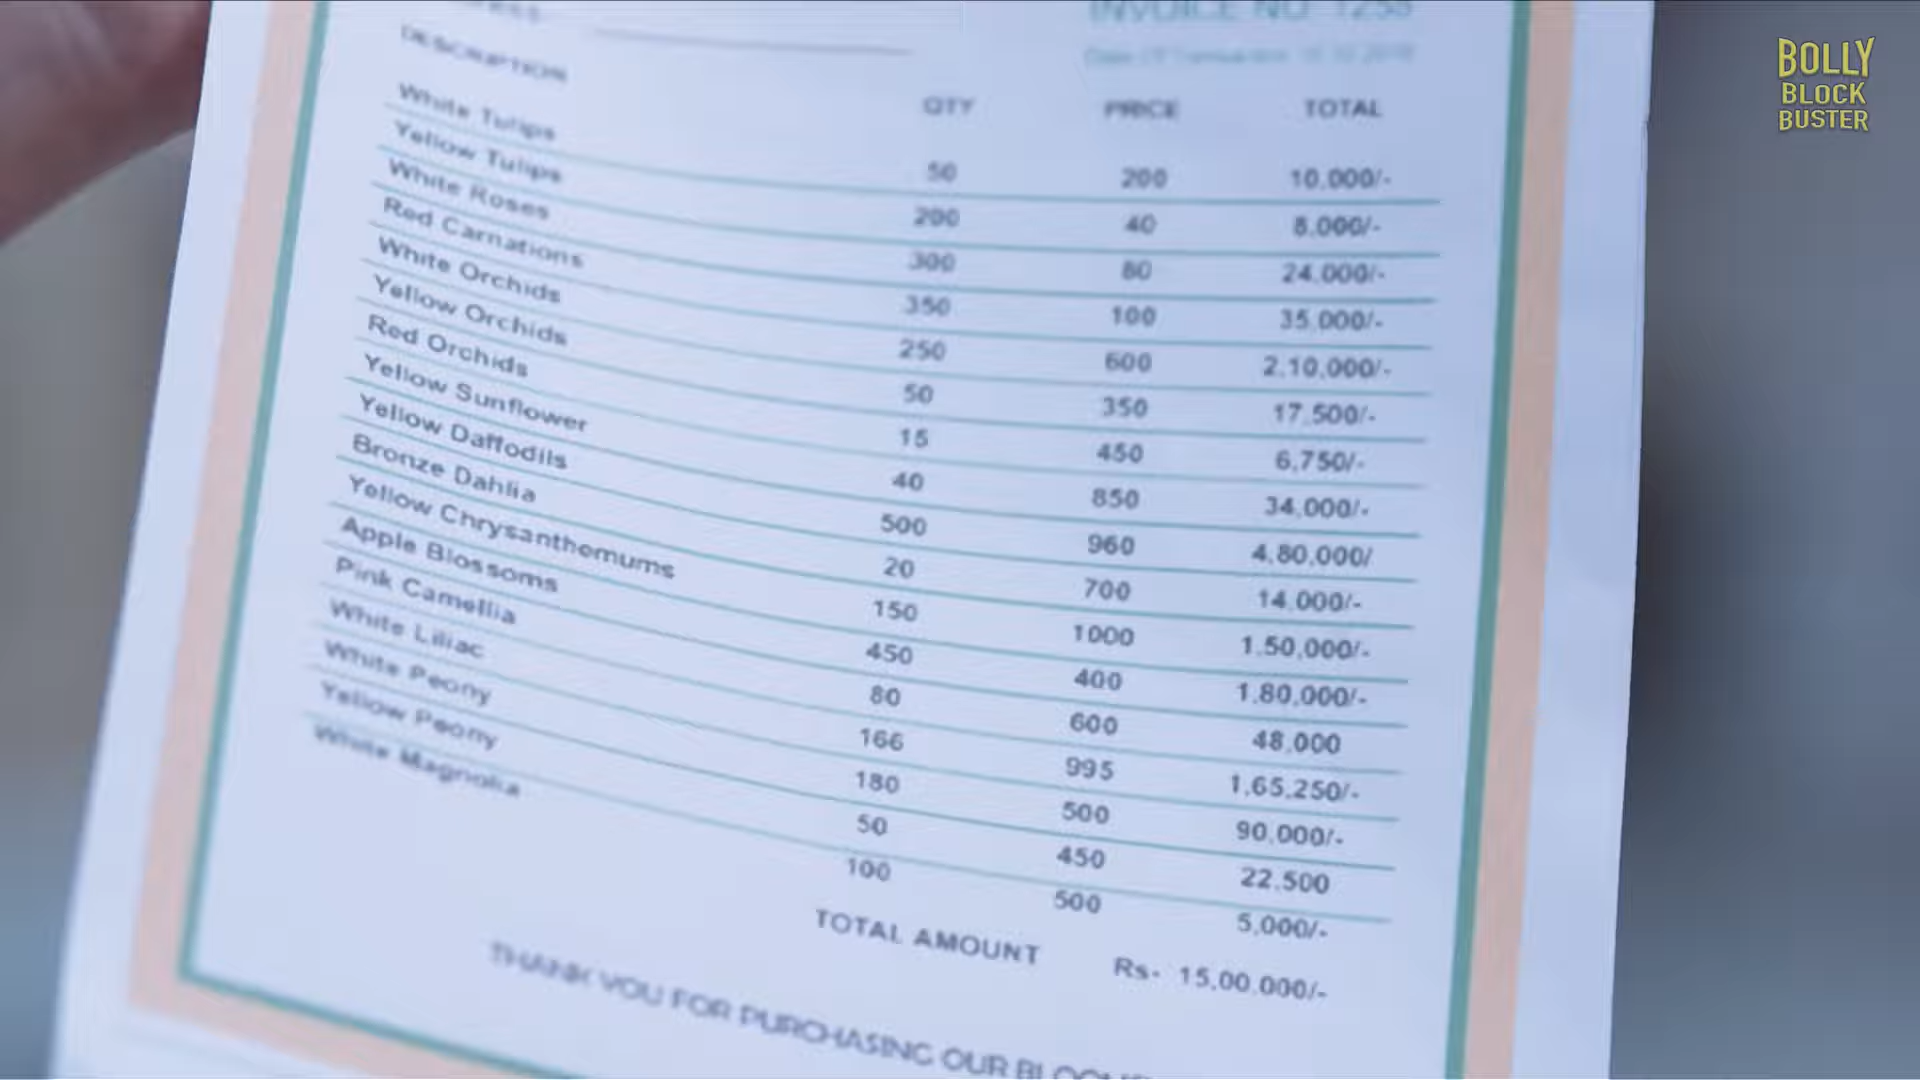 INVOICE NO 1255
DESCRIPTION QTY PRICE TOTAL
White Tulips 50 200 10,000/-
Yellow Tulips 200 40 8,000/-
White Roses 300 80 24,000/-
Red Carnations 350 100 35,000/-
White Orchids 250 600 2,10,000/-
Yellow Orchids 50 350 17,500/-
Red Orchids 15 450 6,750/-
Yellow Sunflower 40 850 34,000/-
Yellow Daffodils 500 960 4,80,000/
Bronze Dahlia 20 700 14,000/-
Yellow Chrysanthemums 150 1000 1,50,000/-
Apple Blossoms 450 400 1,80,000/-
Pink Camellia 80 600 48,000
White Liliac 166 995 1,65,250/-
White Peony 180 500 90,000/-
Yellow Peony 50 450 22,500
White Magnolia 100 500 5,000/-
TOTAL AMOUNT Rs- 15,00,000/-
THANK YOU FOR PURCHASING OUR
BOLLY
BLOCK
BUSTER